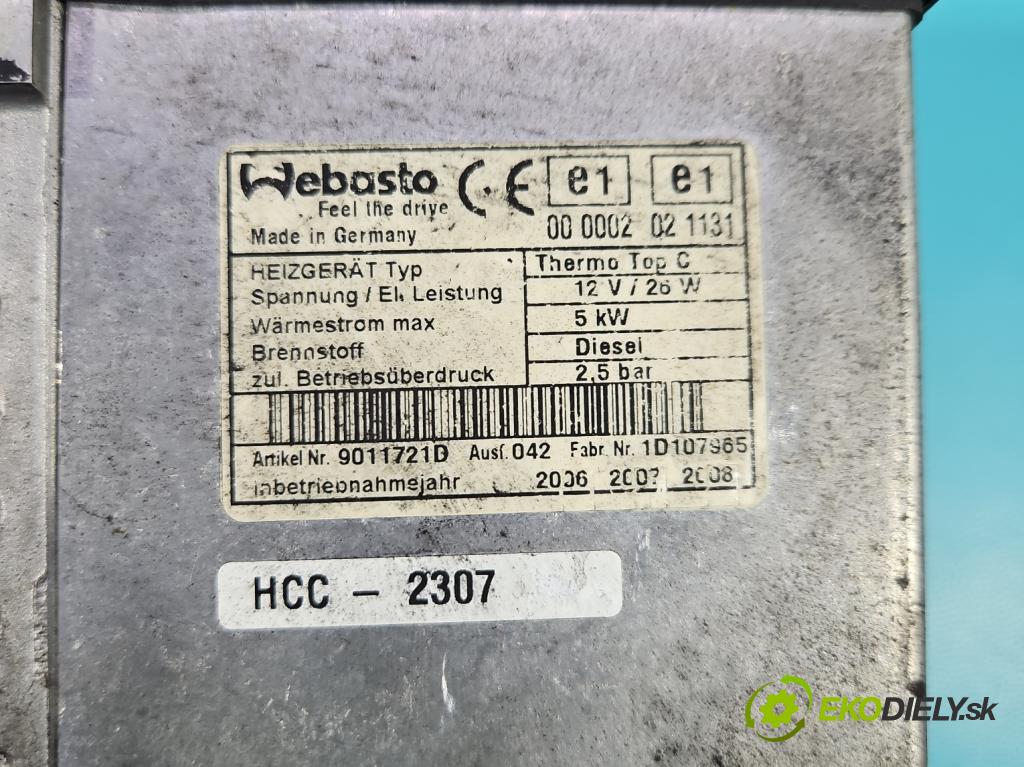 Webasto CE e1 e1
Feel the drive
00 0002 02 1131
Made in Germany
HEIZGERÄT Typ Thermo Top C
Spannung / El. Leistung 12 V / 26 W
Wärmestrom max 5 kW
Brennstoff Diesel
zul. Betriebsüberdruck 2,5 bar
Artikel Nr. 9011721D Ausf. 042 Fabr. Nr. 1D107965
Inbetriebnahmejahr 2006 2007 2008
HCC - 2307
EKODIELY.sk